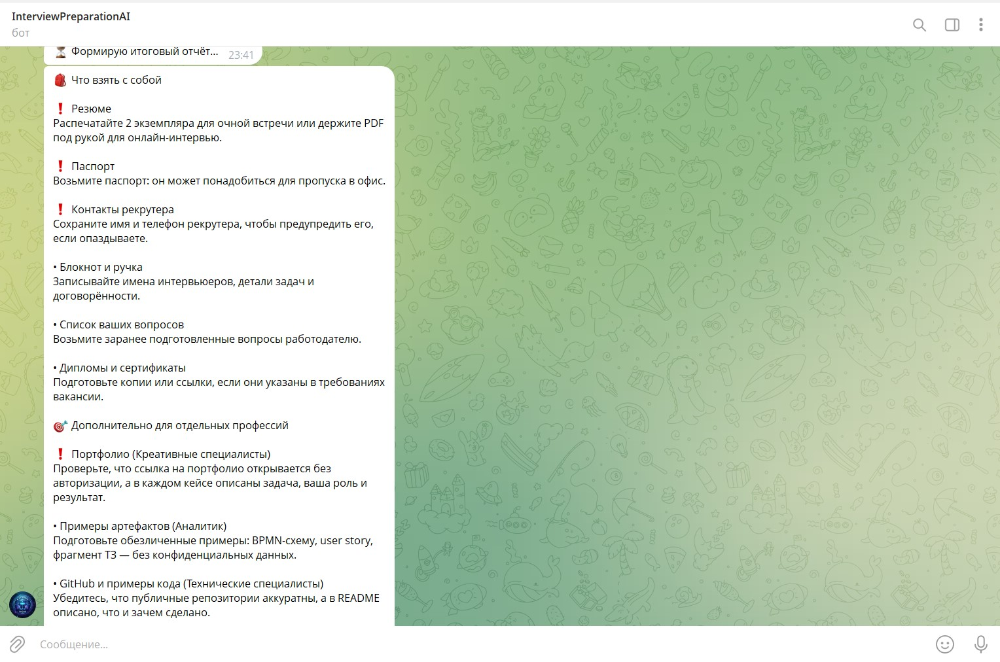 InterviewPreparationAI
бот
Формирую итоговый отчёт...
23:41
Что взять с собой
❗ Резюме
Распечатайте 2 экземпляра для очной встречи или держите PDF
под рукой для онлайн-интервью.
❗ Паспорт
Возьмите паспорт: он может понадобиться для пропуска в офис.
❗ Контакты рекрутера
Сохраните имя и телефон рекрутера, чтобы предупредить его,
если опаздываете.
• Блокнот и ручка
Записывайте имена интервьюеров, детали задач и
договорённости.
• Список ваших вопросов
Возьмите заранее подготовленные вопросы работодателю.
• Дипломы и сертификаты
Подготовьте копии или ссылки, если они указаны в требованиях
вакансии.
Дополнительно для отдельных профессий
❗ Портфолио (Креативные специалисты)
Проверьте, что ссылка на портфолио открывается без
авторизации, а в каждом кейсе описаны задача, ваша роль и
результат.
• Примеры артефактов (Аналитик)
Подготовьте обезличенные примеры: BPMN-схему, user story,
фрагмент ТЗ — без конфиденциальных данных.
• GitHub и примеры кода (Технические специалисты)
Убедитесь, что публичные репозитории аккуратны, а в README
описано, что и зачем сделано.
Сообщение...